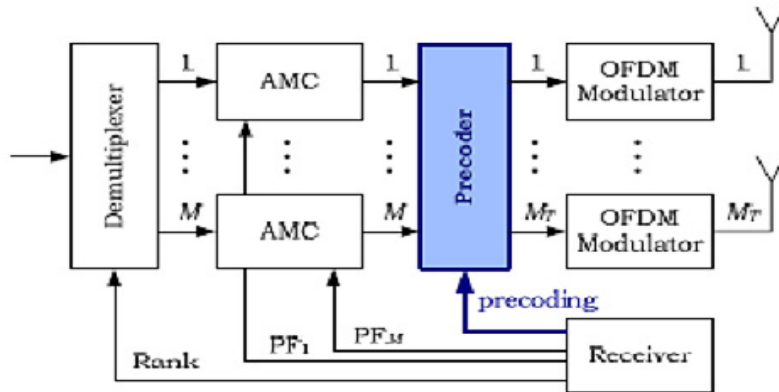 1 AMC 1 1 OFDM Modulator 1
Demultiplexer
Precoder
M AMC M M_T OFDM Modulator M_T
precoding
Rank PF_1 PF_M Receiver